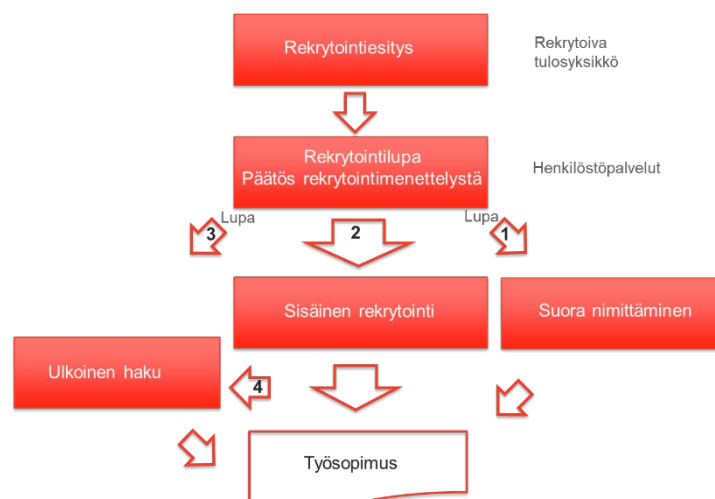 Rekrytointiesitys
Rekrytoiva
tulosyksikkö
Rekrytointilupa
Päätös rekrytointimenettelystä
Henkilöstöpalvelut
Lupa
Lupa
3
2
1
Sisäinen rekrytointi
Suora nimittäminen
Ulkoinen haku
4
Työsopimus